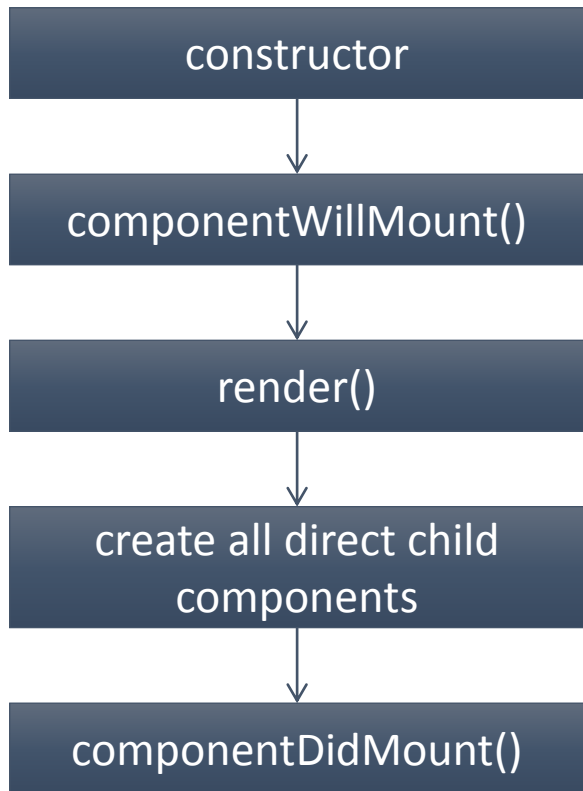 constructor
componentWillMount()
render()
create all direct child
components
componentDidMount()